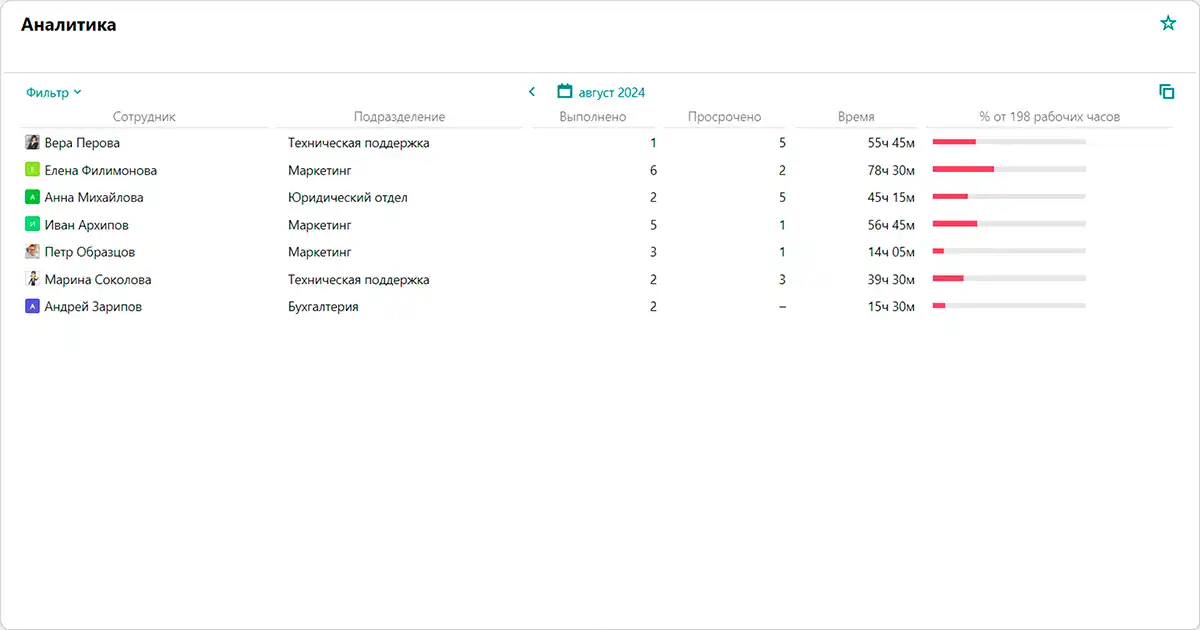 Аналитика
Фильтр август 2024
Сотрудник Подразделение Выполнено Просрочено Время % от 198 рабочих часов
Вера Перова Техническая поддержка 1 5 55ч 45м
Е Елена Филимонова Маркетинг 6 2 78ч 30м
А Анна Михайлова Юридический отдел 2 5 45ч 15м
И Иван Архипов Маркетинг 5 1 56ч 45м
Петр Образцов Маркетинг 3 1 14ч 05м
Марина Соколова Техническая поддержка 2 3 39ч 30м
А Андрей Зарипов Бухгалтерия 2 – 15ч 30м